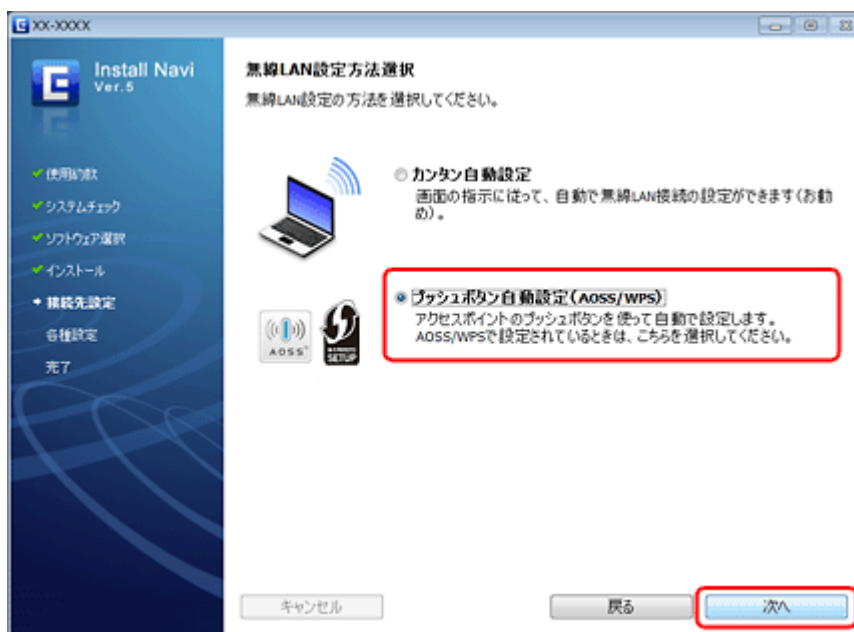 XX-XXXX
Install Navi
Ver.5
無線LAN設定方法選択
無線LAN設定の方法を選択してください。
使用約款
システムチェック
ソフトウェア選択
インストール
接続先設定
各種設定
完了
カンタン自動設定
画面の指示に従って、自動で無線LAN接続の設定ができます(お勧
め)。
プッシュボタン自動設定(AOSS/WPS)
アクセスポイントのプッシュボタンを使って自動で設定します。
AOSS/WPSで設定されているときは、こちらを選択してください。
AOSS
SETUP
キャンセル
戻る
次へ